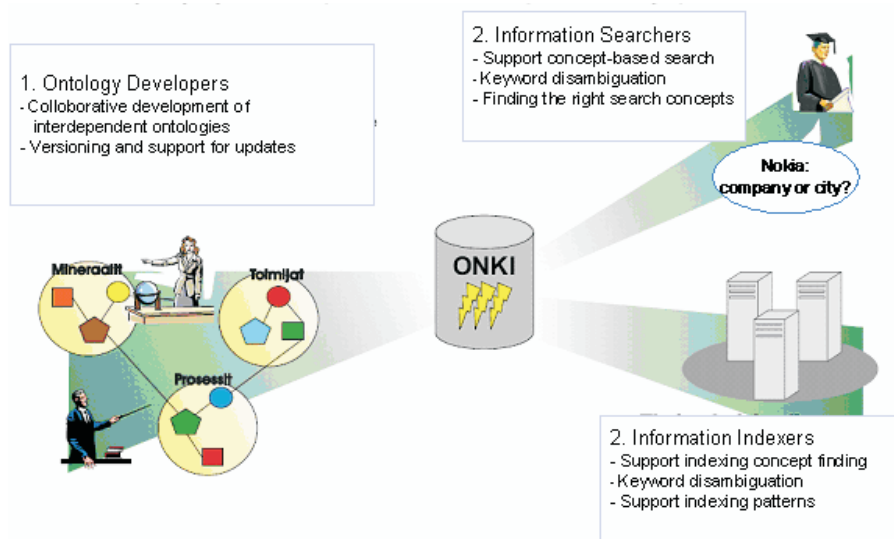 1. Ontology Developers
- Colloborative development of
interdependent ontologies
- Versioning and support for updates
2. Information Searchers
- Support concept-based search
- Keyword disambiguation
- Finding the right search concepts
Nokia:
company or city?
ONKI
Mineraalit
Toimijat
Prosessit
2. Information Indexers
- Support indexing concept finding
- Keyword disambiguation
- Support indexing patterns